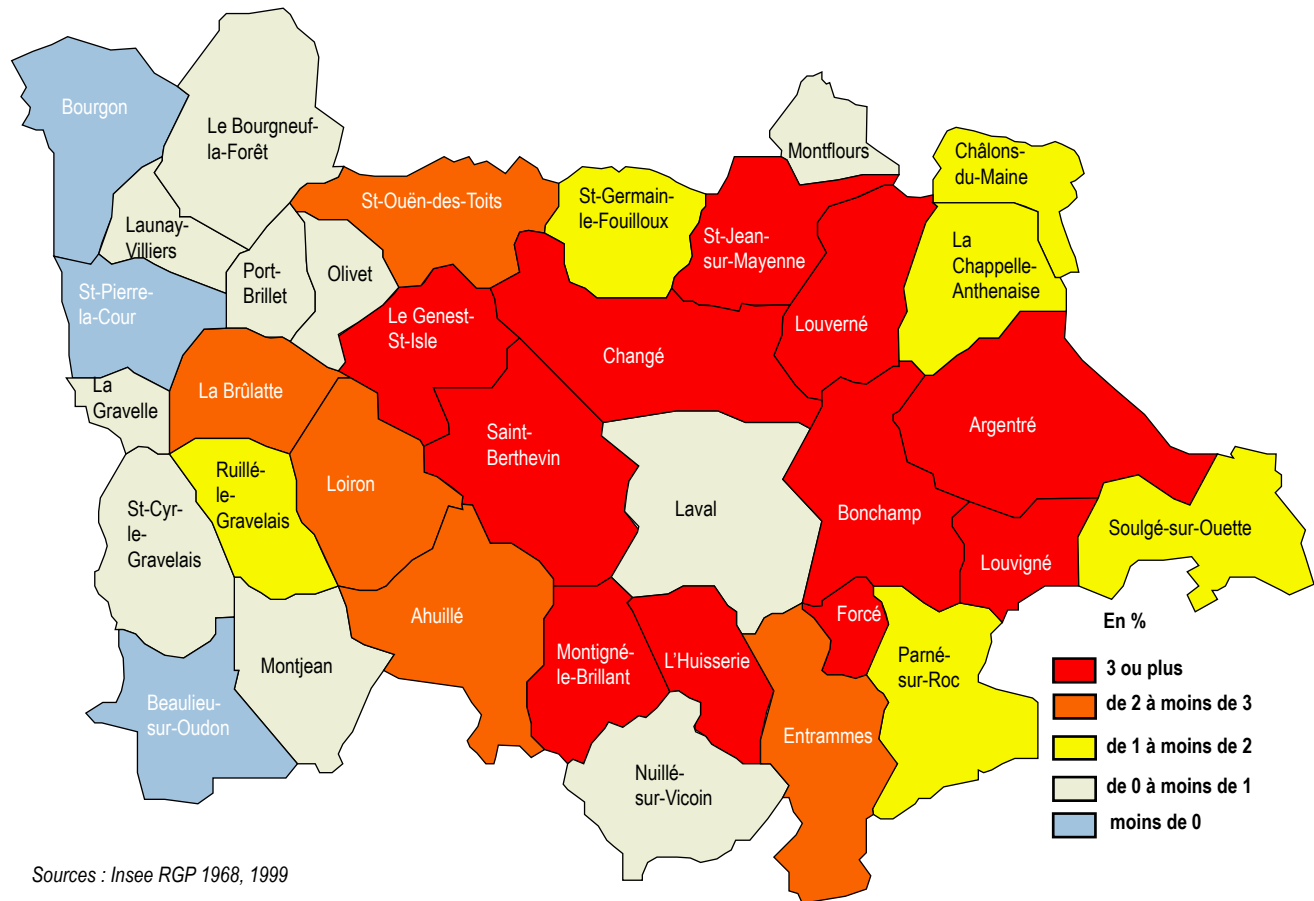 Bourgon
Le Bourgneuf-
la-Forêt
Montflours
Châlons-
du-Maine
St-Ouën-des-Toits
St-Germain-
le-Fouilloux
Launay-
Villiers
Port-
Brillet
Olivet
St-Jean-
sur-Mayenne
La
Chappelle-
Anthenaise
St-Pierre-
la-Cour
Le Genest-
St-Isle
Changé
Louverné
La
Gravelle
La Brûlatte
Saint-
Berthevin
Argentré
Ruillé-
le-
Gravelais
Loiron
St-Cyr-
le-
Gravelais
Laval
Bonchamp
Louvigné
Soulgé-sur-Ouette
Ahuillé
Forcé
Montigné-
le-Brillant
L'Huisserie
Parné-
sur-Roc
Montjean
Beaulieu-
sur-Oudon
Entrammes
Nuillé-
sur-Vicoin
En %
3 ou plus
de 2 à moins de 3
de 1 à moins de 2
de 0 à moins de 1
moins de 0
Sources : Insee RGP 1968, 1999